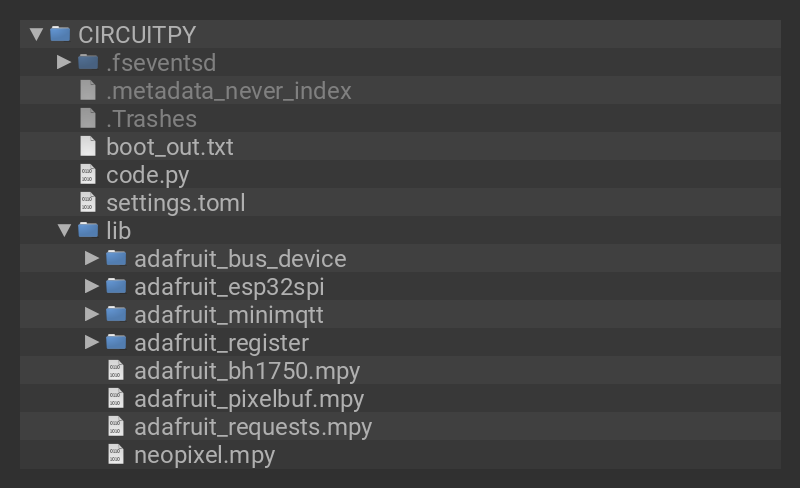 CIRCUITPY
.fseventsd
.metadata_never_index
.Trashes
boot_out.txt
code.py
settings.toml
lib
adafruit_bus_device
adafruit_esp32spi
adafruit_minimqtt
adafruit_register
adafruit_bh1750.mpy
adafruit_pixelbuf.mpy
adafruit_requests.mpy
neopixel.mpy